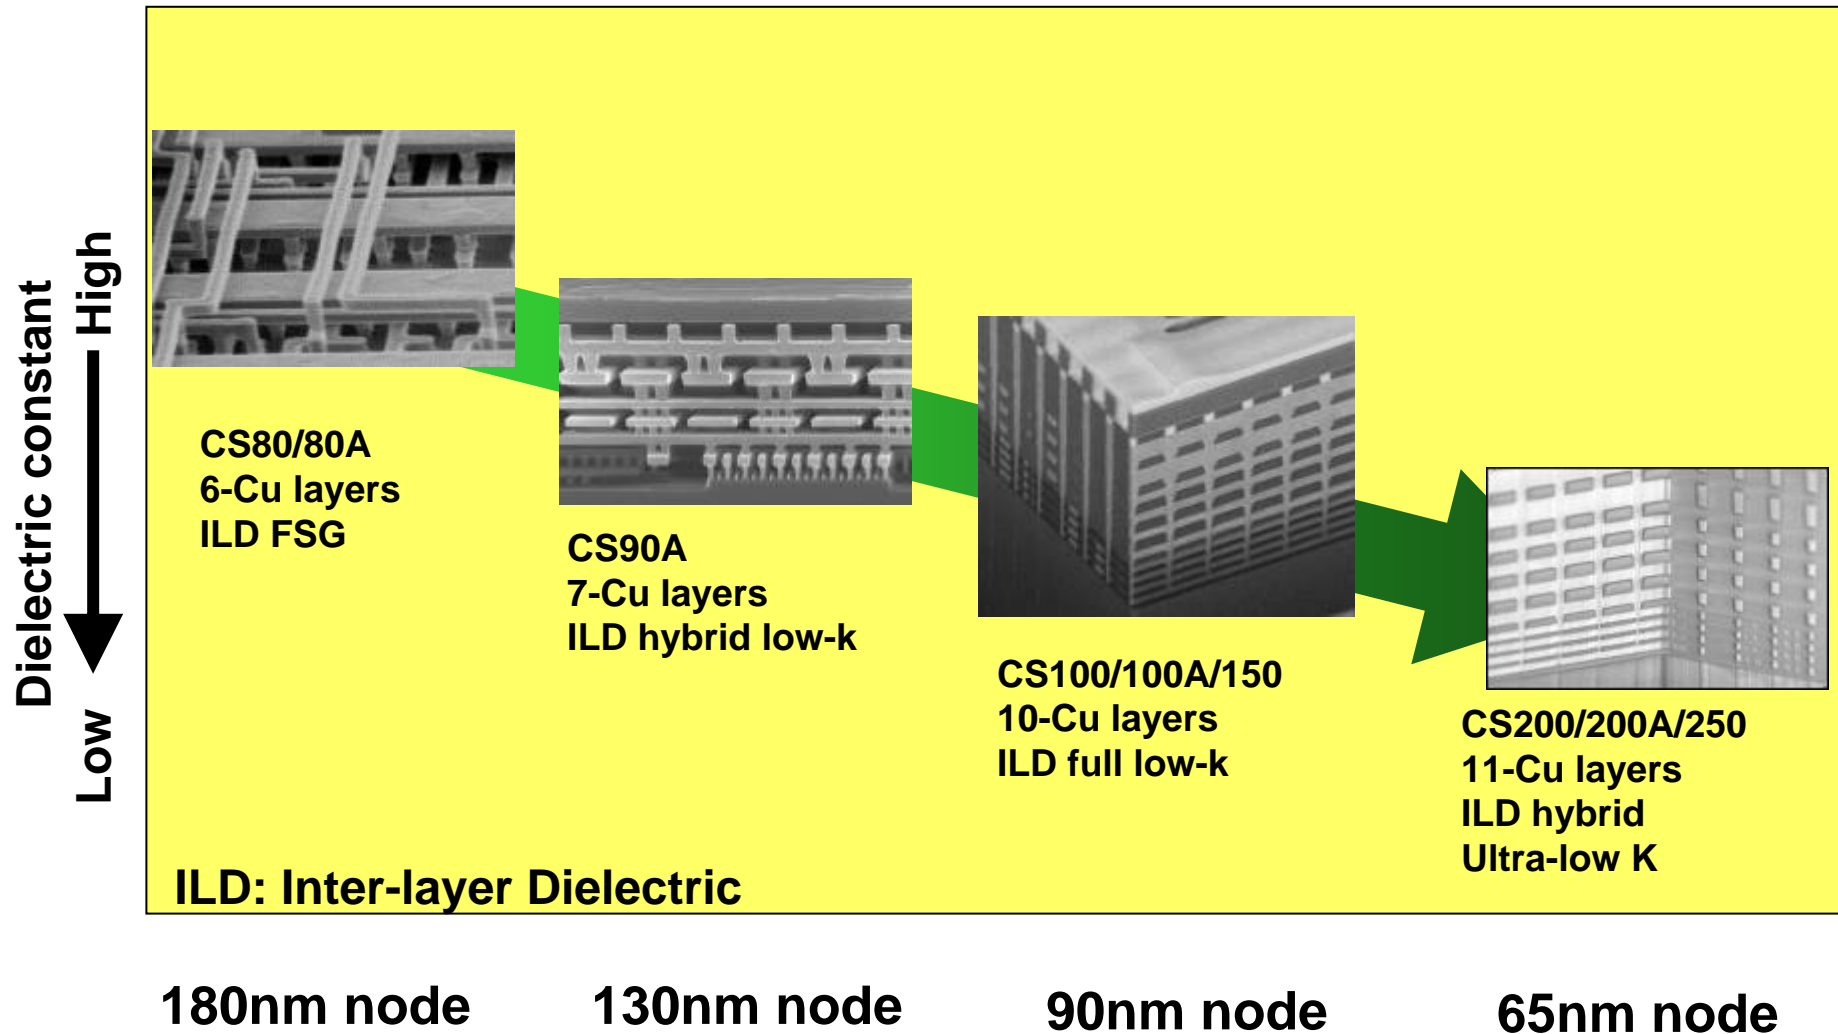 Dielectric constant
High
Low
CS80/80A
6-Cu layers
ILD FSG
CS90A
7-Cu layers
ILD hybrid low-k
CS100/100A/150
10-Cu layers
ILD full low-k
CS200/200A/250
11-Cu layers
ILD hybrid
Ultra-low K
ILD: Inter-layer Dielectric
180nm node
130nm node
90nm node
65nm node